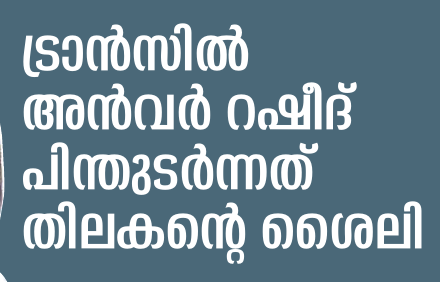 ട്രാൻസിൽ
അൻവർ റഷീദ്
പിന്തുടർന്നത്
തിലകന്റെ ശൈലി